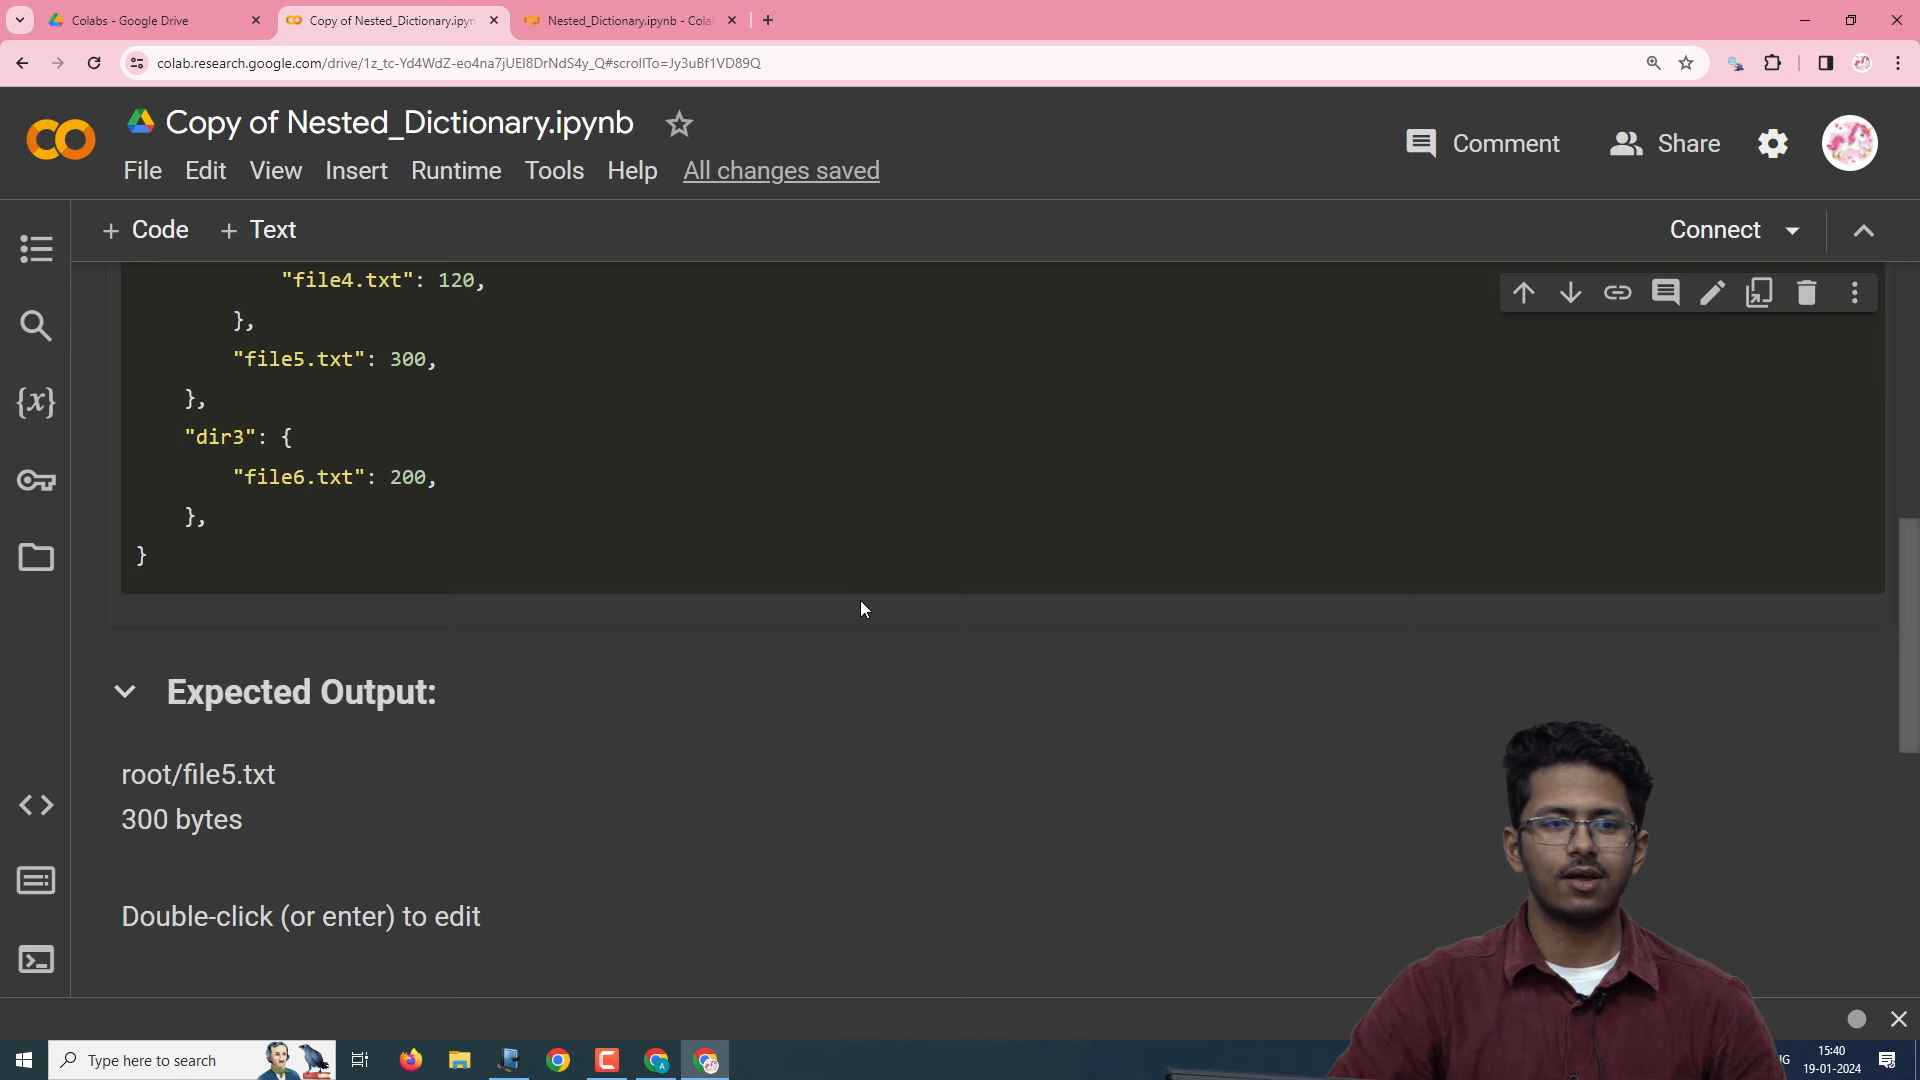 Colabs - Google Drive
Copy of Nested_Dictionary.ipyn
Nested_Dictionary.ipynb - Cola
colab.research.google.com/drive/1z_tc-Yd4WdZ-eo4na7jUEI8DrNdS4y_Q#scrollTo=Jy3uBf1VD89Q
Copy of Nested_Dictionary.ipynb
File Edit View Insert Runtime Tools Help All changes saved
Comment
Share
+ Code + Text
Connect
"file4.txt": 120,
},
"file5.txt": 300,
},
"dir3": {
"file6.txt": 200,
},
}
Expected Output:
root/file5.txt
300 bytes
Double-click (or enter) to edit
Type here to search
15:40
19-01-2024